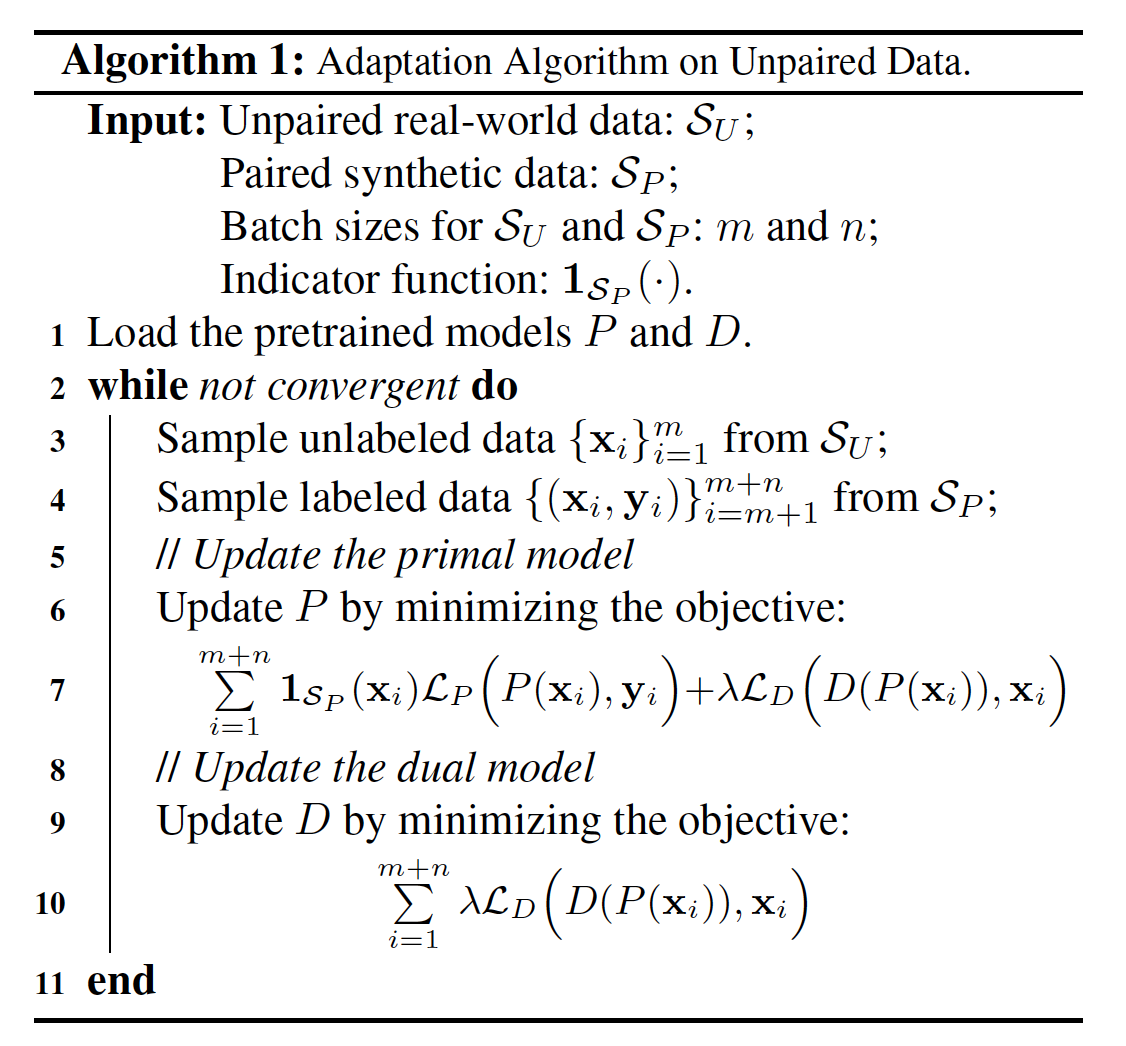 Algorithm 1: Adaptation Algorithm on Unpaired Data.
Input: Unpaired real-world data: $\mathcal{S}_U$;
Paired synthetic data: $\mathcal{S}_P$;
Batch sizes for $\mathcal{S}_U$ and $\mathcal{S}_P$: $m$ and $n$;
Indicator function: $\mathbf{1}_{\mathcal{S}_P}(\cdot)$.
1 Load the pretrained models $P$ and $D$.
2 while not convergent do
3 Sample unlabeled data $\{\mathbf{x}_i\}_{i=1}^{m}$ from $\mathcal{S}_U$;
4 Sample labeled data $\{(\mathbf{x}_i, \mathbf{y}_i)\}_{i=m+1}^{m+n}$ from $\mathcal{S}_P$;
5 // Update the primal model
6 Update $P$ by minimizing the objective:
7 $\sum_{i=1}^{m+n} \mathbf{1}_{\mathcal{S}_P}(\mathbf{x}_i)\mathcal{L}_P\big(P(\mathbf{x}_i), \mathbf{y}_i\big)+\lambda\mathcal{L}_D\big(D(P(\mathbf{x}_i)), \mathbf{x}_i\big)$
8 // Update the dual model
9 Update $D$ by minimizing the objective:
10 $\sum_{i=1}^{m+n} \lambda\mathcal{L}_D\big(D(P(\mathbf{x}_i)), \mathbf{x}_i\big)$
11 end